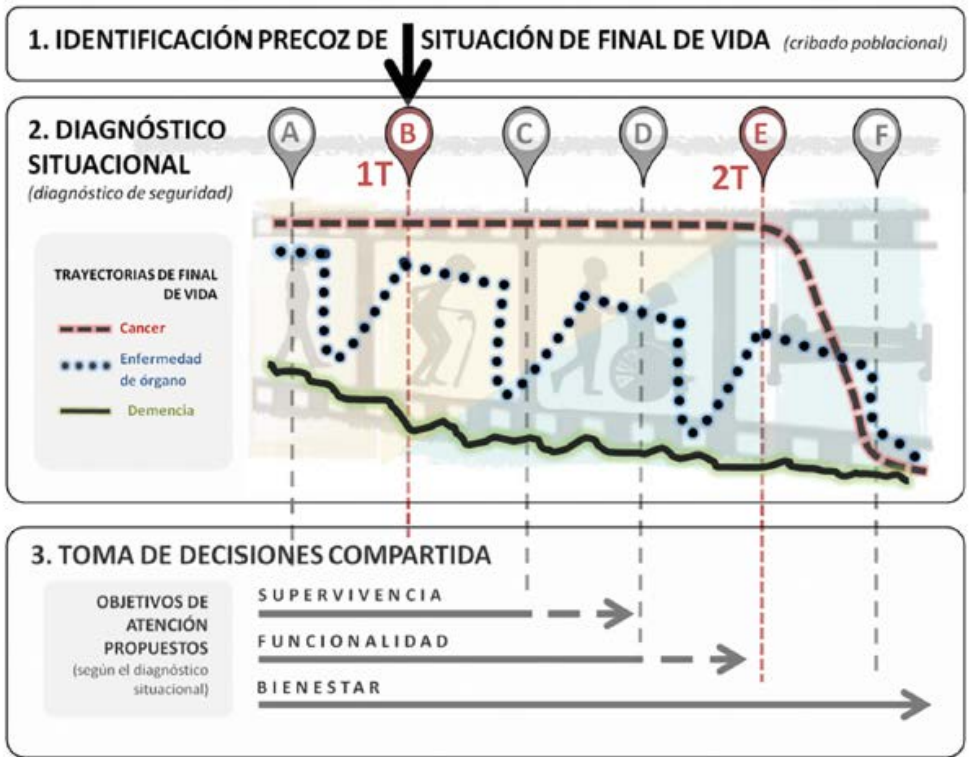 1. IDENTIFICACIÓN PRECOZ DE SITUACIÓN DE FINAL DE VIDA (cribado poblacional)
2. DIAGNÓSTICO
SITUACIONAL
(diagnóstico de seguridad)
A B C D E F
1T 2T
TRAYECTORIAS DE FINAL
DE VIDA
Cancer
Enfermedad
de órgano
Demencia
3. TOMA DE DECISIONES COMPARTIDA
OBJETIVOS DE
ATENCIÓN
PROPUESTOS
(según el diagnóstico
situacional)
SUPERVIVENCIA
FUNCIONALIDAD
BIENESTAR